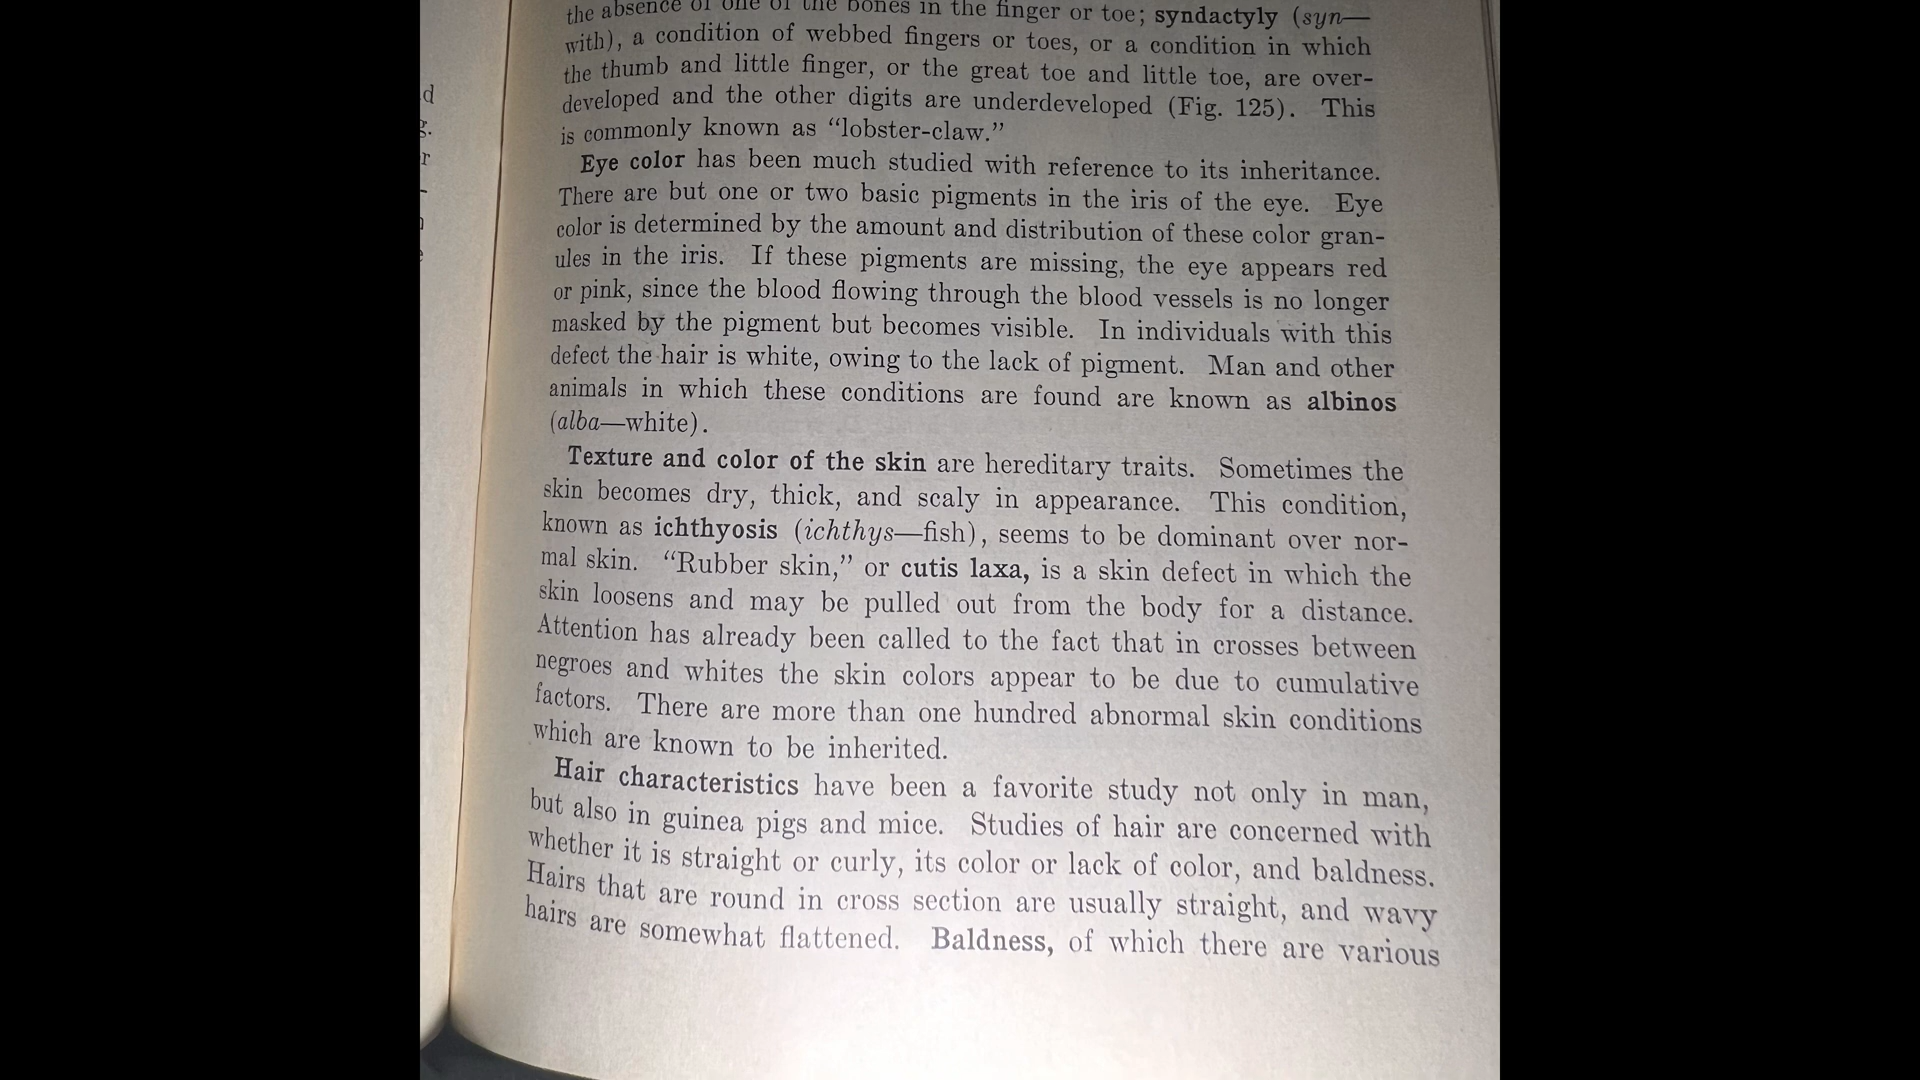 the absence of one of the bones in the finger or toe; syndactyly (syn—
with), a condition of webbed fingers or toes, or a condition in which
the thumb and little finger, or the great toe and little toe, are over-
developed and the other digits are underdeveloped (Fig. 125). This
is commonly known as “lobster-claw.”
Eye color has been much studied with reference to its inheritance.
There are but one or two basic pigments in the iris of the eye. Eye
color is determined by the amount and distribution of these color gran-
ules in the iris. If these pigments are missing, the eye appears red
or pink, since the blood flowing through the blood vessels is no longer
masked by the pigment but becomes visible. In individuals with this
defect the hair is white, owing to the lack of pigment. Man and other
animals in which these conditions are found are known as albinos
(alba—white).
Texture and color of the skin are hereditary traits. Sometimes the
skin becomes dry, thick, and scaly in appearance. This condition,
known as ichthyosis (ichthys—fish), seems to be dominant over nor-
mal skin. “Rubber skin,” or cutis laxa, is a skin defect in which the
skin loosens and may be pulled out from the body for a distance.
Attention has already been called to the fact that in crosses between
negroes and whites the skin colors appear to be due to cumulative
factors. There are more than one hundred abnormal skin conditions
which are known to be inherited.
Hair characteristics have been a favorite study not only in man,
but also in guinea pigs and mice. Studies of hair are concerned with
whether it is straight or curly, its color or lack of color, and baldness.
Hairs that are round in cross section are usually straight, and wavy
hairs are somewhat flattened. Baldness, of which there are various